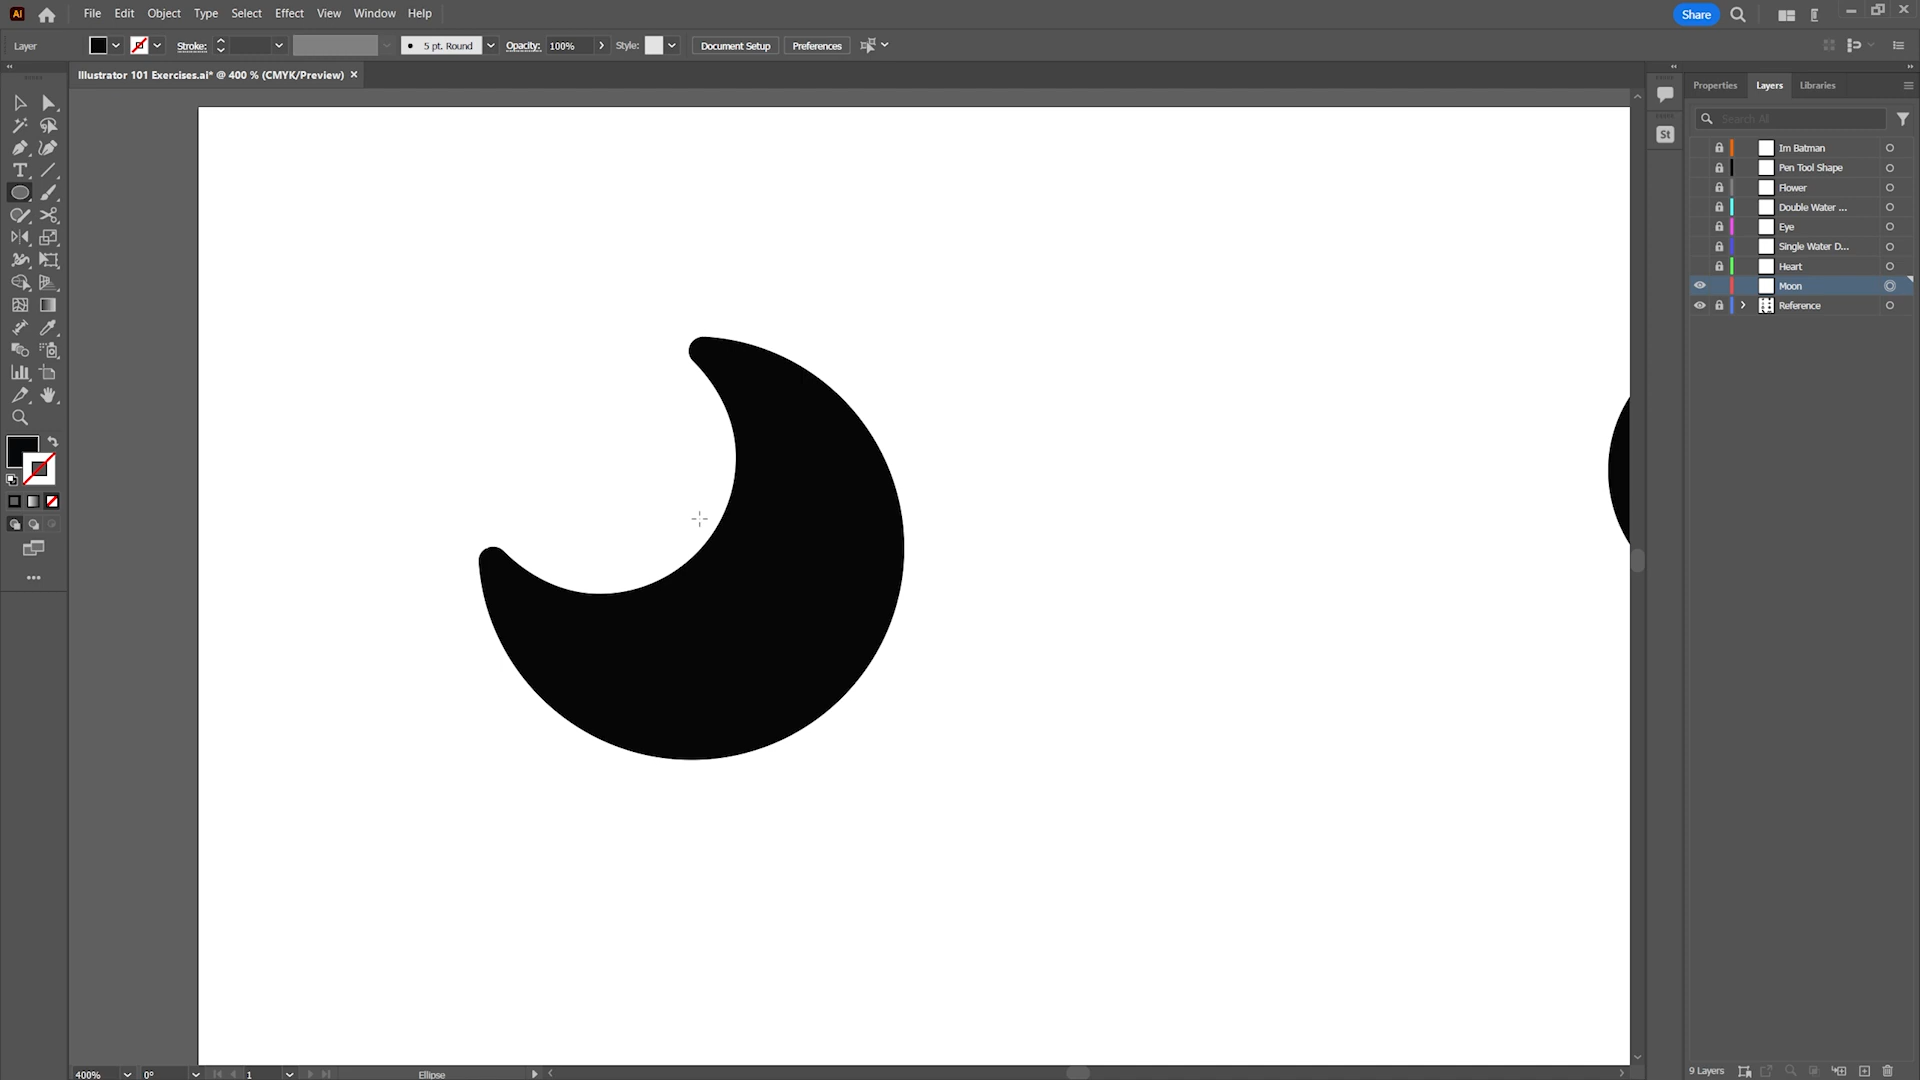 Ai
File Edit Object Type Select Effect View Window Help
Share
Layer
Stroke:
5 pt. Round
Opacity:
100%
Style:
Document Setup
Preferences
Illustrator 101 Exercises.ai* @ 400 % (CMYK/Preview)
Properties Layers Libraries
Search All
St
Im Batman
Pen Tool Shape
Flower
Double Water ...
Eye
Single Water D...
Heart
Moon
Reference
400%
0°
1
Ellipse
9 Layers